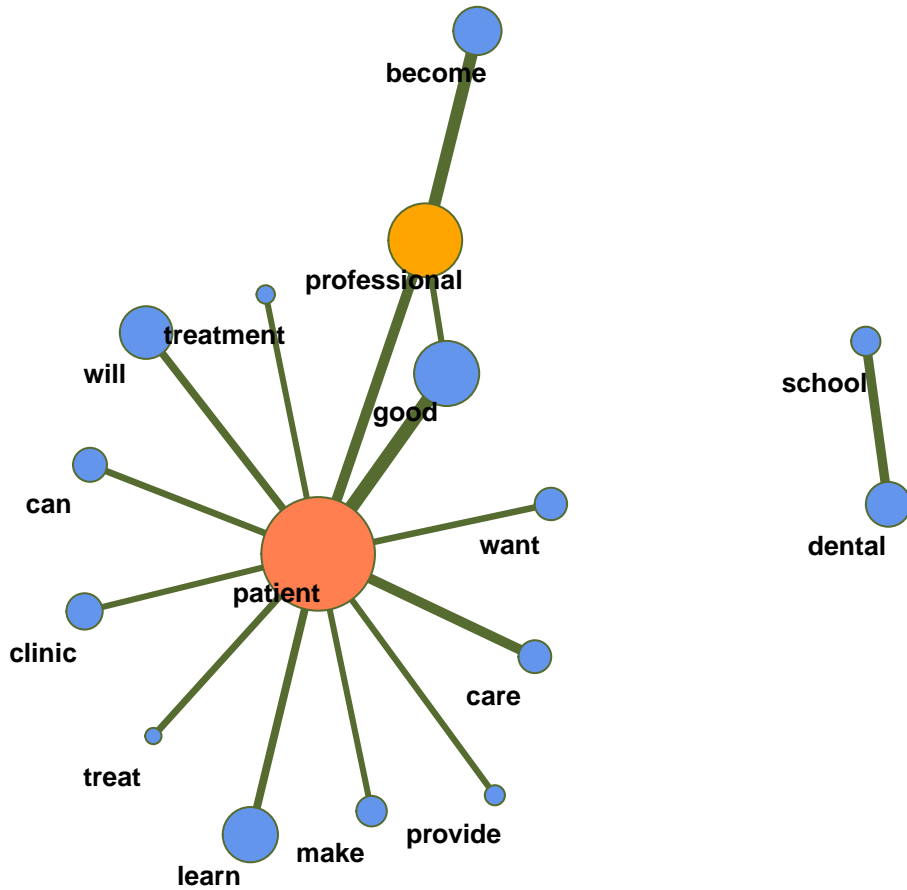 become
professional
treatment
will
school
good
can
want
dental
patient
clinic
care
treat
provide
make
learn